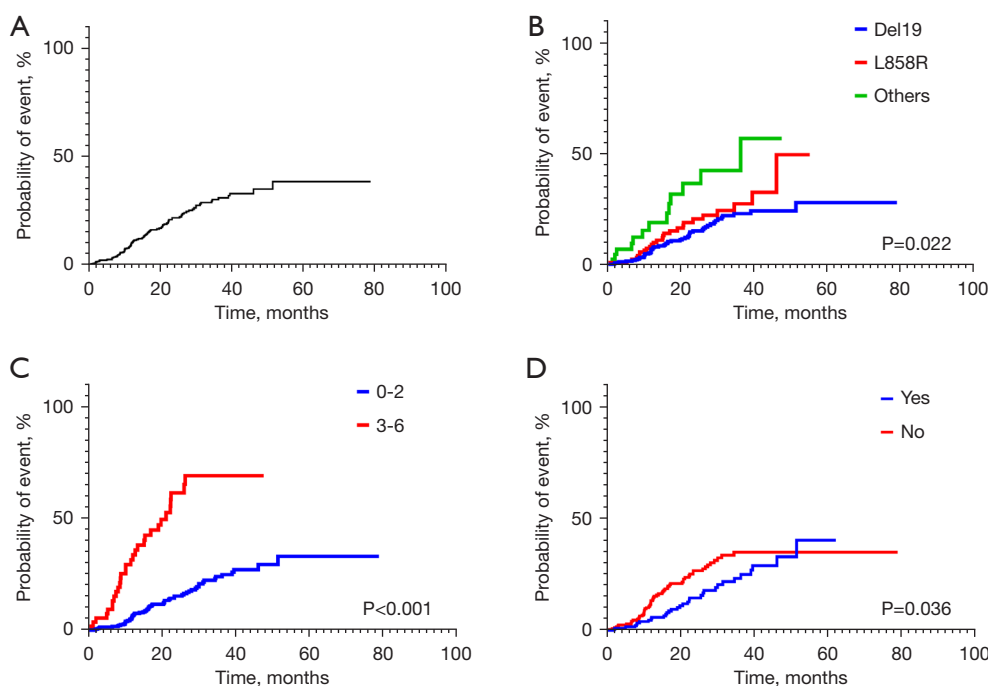 A
Probability of event, %
100
50
0
0 20 40 60 80 100
Time, months
B
Probability of event, %
100
50
0
0 20 40 60 80 100
Time, months
Del19
L858R
Others
P=0.022
C
Probability of event, %
100
50
0
0 20 40 60 80 100
Time, months
0-2
3-6
P<0.001
D
Probability of event, %
100
50
0
0 20 40 60 80 100
Time, months
Yes
No
P=0.036